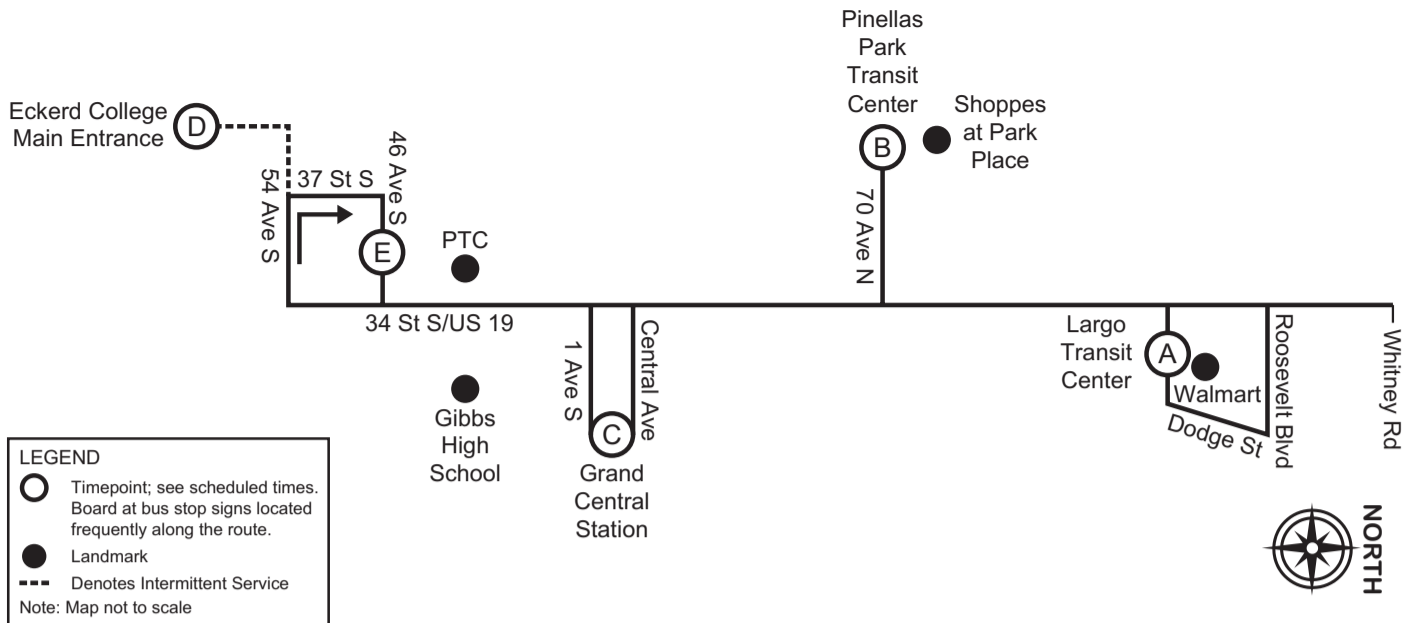 Pinellas
Park
Transit
Center
Shoppes
at Park
Place
B
Eckerd College
Main Entrance
D
54 Ave S
37 St S
46 Ave S
E
PTC
70 Ave N
34 St S/US 19
Gibbs
High
School
1 Ave S
Central Ave
C
Grand
Central
Station
Largo
Transit
Center
A
Walmart
Dodge St
Roosevelt Blvd
Whitney Rd
LEGEND
Timepoint; see scheduled times.
Board at bus stop signs located
frequently along the route.
Landmark
Denotes Intermittent Service
Note: Map not to scale
NORTH